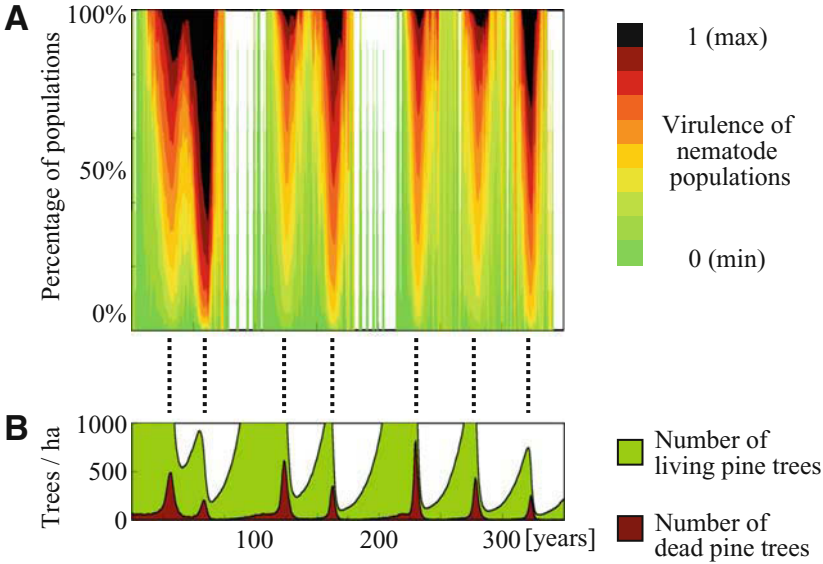 A
Percentage of populations
100%
50%
0%
1 (max)
Virulence of
nematode
populations
0 (min)
B
Trees / ha
1000
500
0
100
200
300
[years]
Number of
living pine trees
Number of
dead pine trees